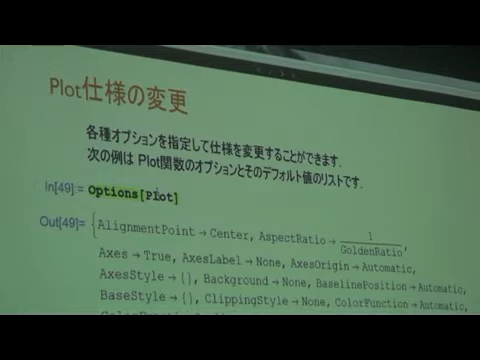 Plot仕様の変更
各種オプションを指定して仕様を変更することができます.
次の例は Plot関数のオプションとそのデフォルト値のリストです.
In[49]:= Options[Plot]
Out[49]= {AlignmentPoint → Center, AspectRatio → 1/GoldenRatio,
Axes → True, AxesLabel → None, AxesOrigin → Automatic,
AxesStyle → {}, Background → None, BaselinePosition → Automatic,
BaseStyle → {}, ClippingStyle → None, ColorFunction → Automatic,